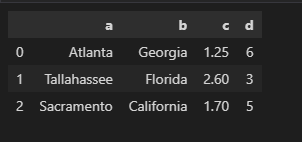 a b c d
0 Atlanta Georgia 1.25 6
1 Tallahassee Florida 2.60 3
2 Sacramento California 1.70 5